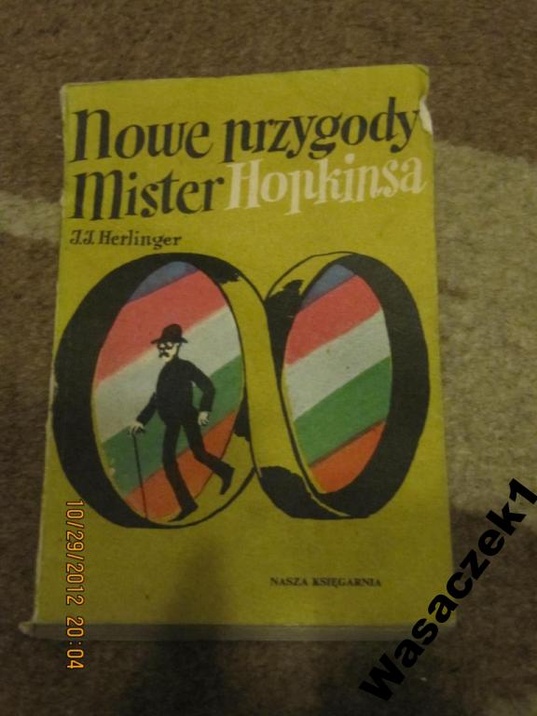 Nowe przygody
Mister Hopkinsa
J.J. Herlinger
NASZA KSIĘGARNIA
10/29/2012 20:04
Wasaczek1